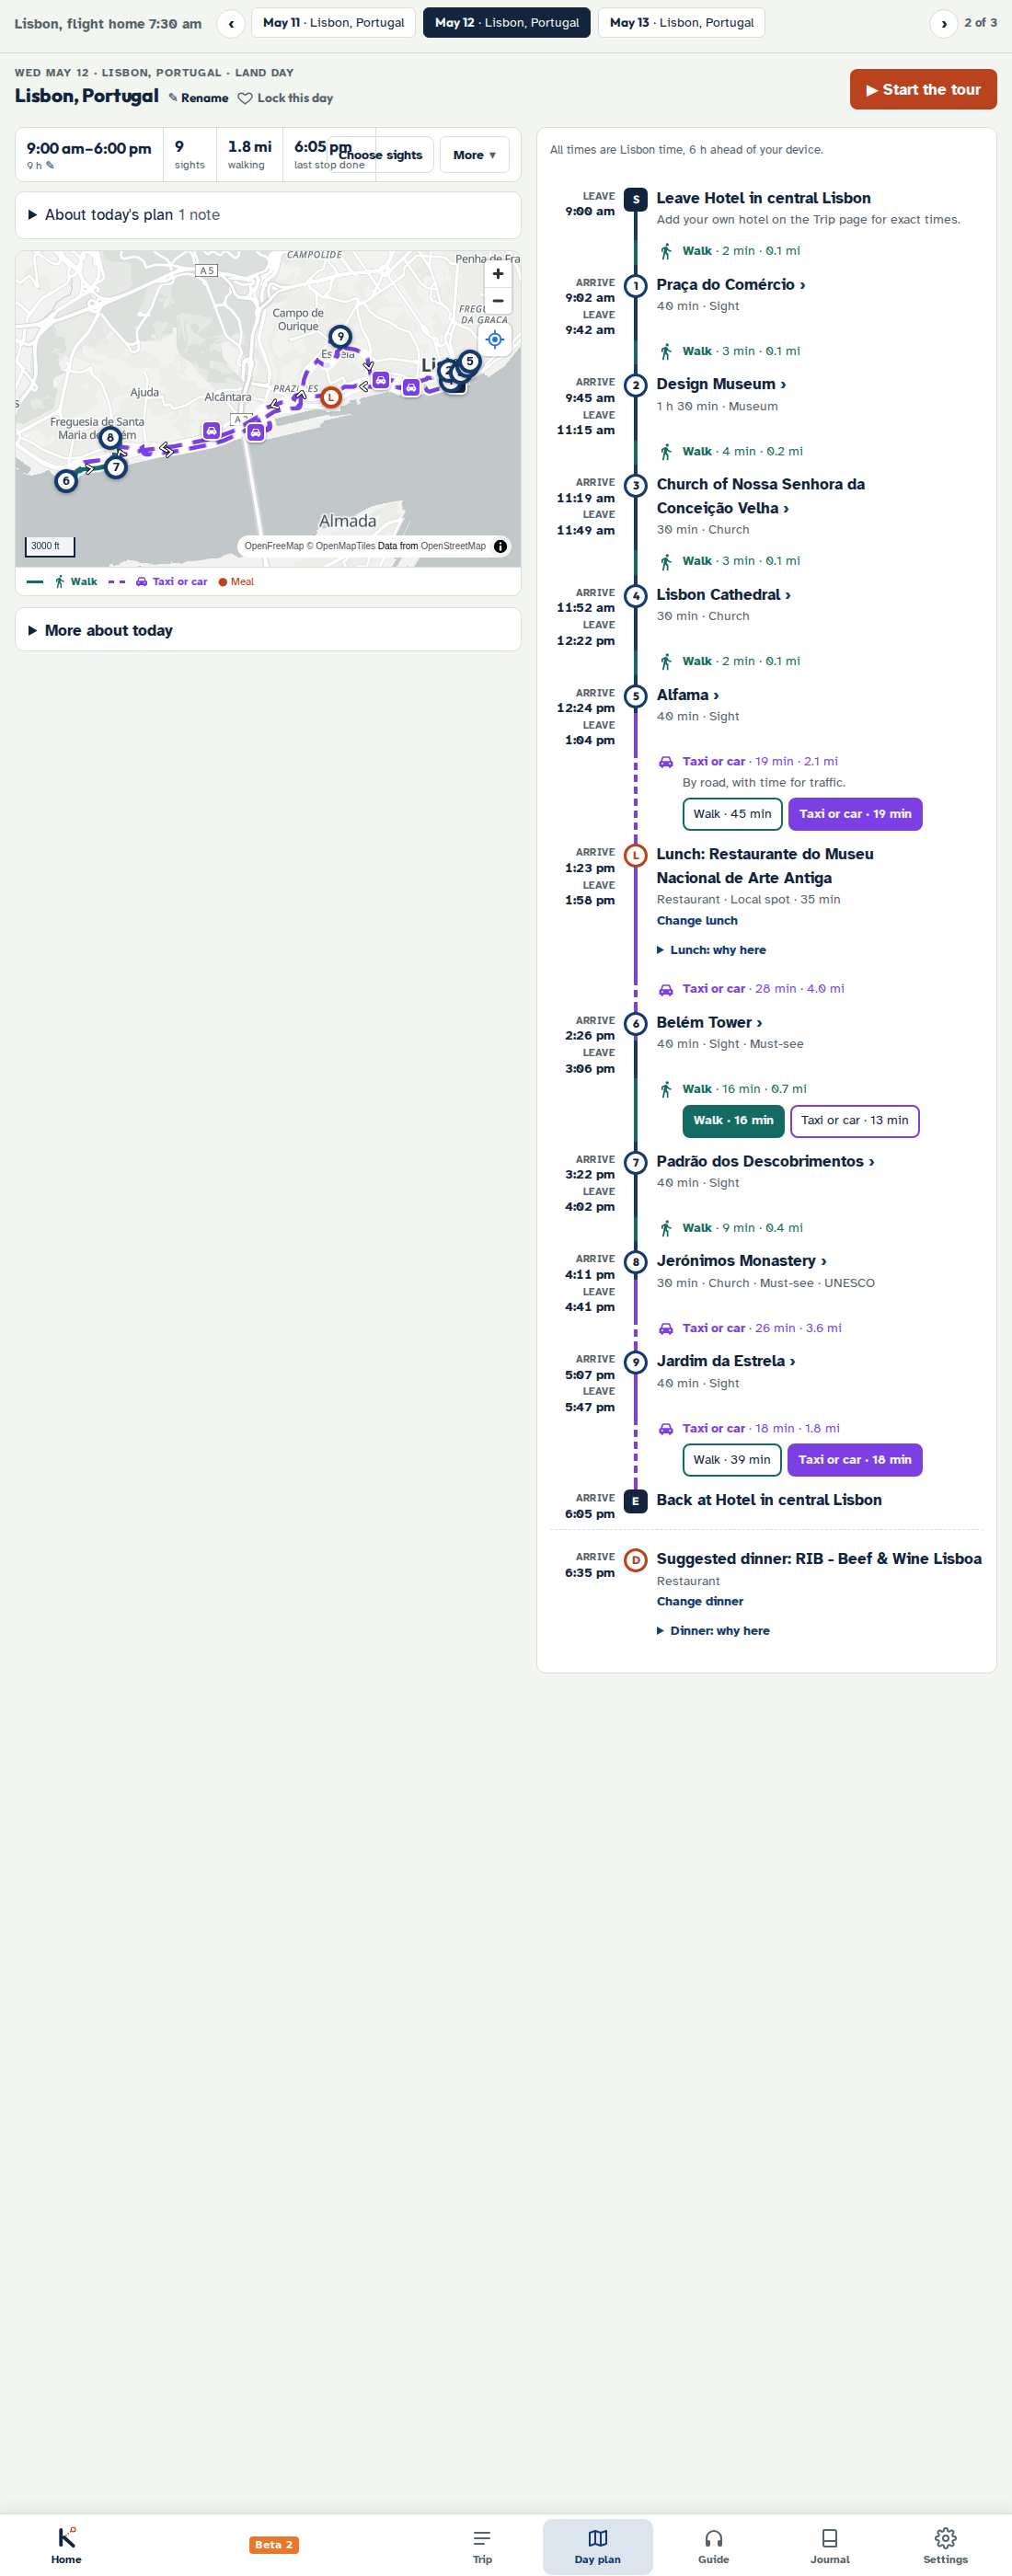 Lisbon, flight home 7:30 am
‹
May 11 · Lisbon, Portugal
May 12 · Lisbon, Portugal
May 13 · Lisbon, Portugal
›
2 of 3
WED MAY 12 · LISBON, PORTUGAL · LAND DAY
Lisbon, Portugal
✎ Rename
Lock this day
▶ Start the tour
9:00 am–6:00 pm
9 h ✎
9
sights
1.8 mi
walking
6:05 pm
last stop done
Choose sights
More ▾
▶ About today's plan 1 note
CAMPOLIDE
Penha de Fra
A 5
+
−
Campo de
Ourique
DA GRAÇA
9
5
Ajuda
Alcântara
L
Freguesia de Santa
8
7
6
Almada
3000 ft
OpenFreeMap © OpenMapTiles Data from OpenStreetMap
Walk
Taxi or car
Meal
▶ More about today
All times are Lisbon time, 6 h ahead of your device.
LEAVE
9:00 am
S
Leave Hotel in central Lisbon
Add your own hotel on the Trip page for exact times.
Walk · 2 min · 0.1 mi
ARRIVE
9:02 am
LEAVE
9:42 am
1
Praça do Comércio ›
40 min · Sight
Walk · 3 min · 0.1 mi
ARRIVE
9:45 am
LEAVE
11:15 am
2
Design Museum ›
1 h 30 min · Museum
Walk · 4 min · 0.2 mi
ARRIVE
11:19 am
LEAVE
11:49 am
3
Church of Nossa Senhora da
Conceição Velha ›
30 min · Church
Walk · 3 min · 0.1 mi
ARRIVE
11:52 am
LEAVE
12:22 pm
4
Lisbon Cathedral ›
30 min · Church
Walk · 2 min · 0.1 mi
ARRIVE
12:24 pm
LEAVE
1:04 pm
5
Alfama ›
40 min · Sight
Taxi or car · 19 min · 2.1 mi
By road, with time for traffic.
Walk · 45 min
Taxi or car · 19 min
ARRIVE
1:23 pm
LEAVE
1:58 pm
L
Lunch: Restaurante do Museu
Nacional de Arte Antiga
Restaurant · Local spot · 35 min
Change lunch
▶ Lunch: why here
Taxi or car · 28 min · 4.0 mi
ARRIVE
2:26 pm
LEAVE
3:06 pm
6
Belém Tower ›
40 min · Sight · Must-see
Walk · 16 min · 0.7 mi
Walk · 16 min
Taxi or car · 13 min
ARRIVE
3:22 pm
LEAVE
4:02 pm
7
Padrão dos Descobrimentos ›
40 min · Sight
Walk · 9 min · 0.4 mi
ARRIVE
4:11 pm
LEAVE
4:41 pm
8
Jerónimos Monastery ›
30 min · Church · Must-see · UNESCO
Taxi or car · 26 min · 3.6 mi
ARRIVE
5:07 pm
LEAVE
5:47 pm
9
Jardim da Estrela ›
40 min · Sight
Taxi or car · 18 min · 1.8 mi
Walk · 39 min
Taxi or car · 18 min
ARRIVE
6:05 pm
E
Back at Hotel in central Lisbon
ARRIVE
6:35 pm
D
Suggested dinner: RIB - Beef & Wine Lisboa
Restaurant
Change dinner
▶ Dinner: why here
Home
Beta 2
Trip
Day plan
Guide
Journal
Settings